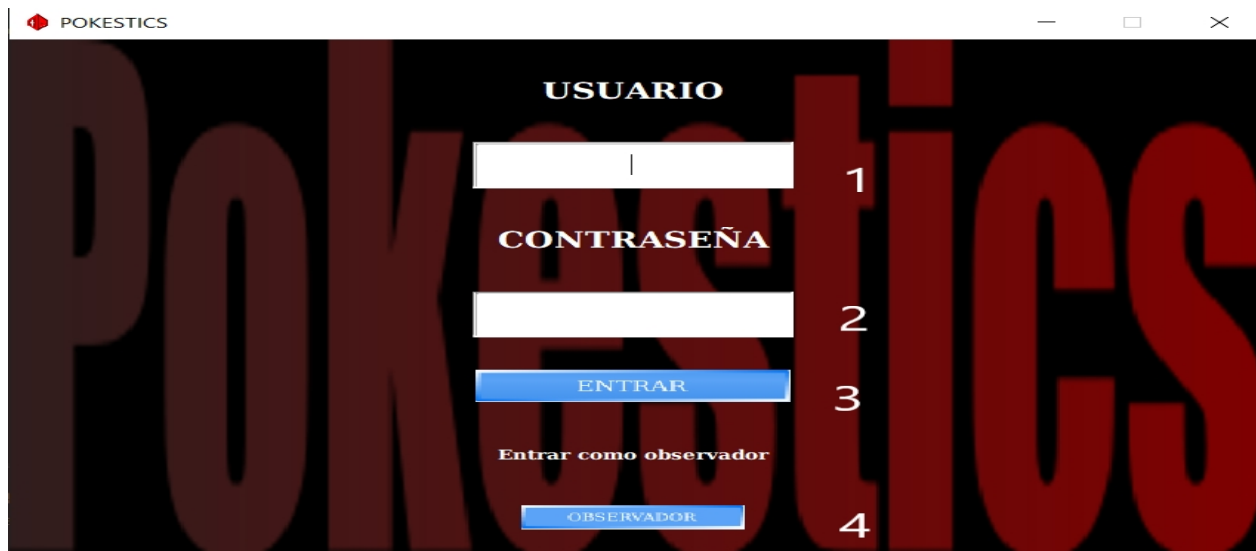 POKESTICS
Pokestics
USUARIO
1
CONTRASEÑA
2
ENTRAR
3
Entrar como observador
OBSERVADOR
4